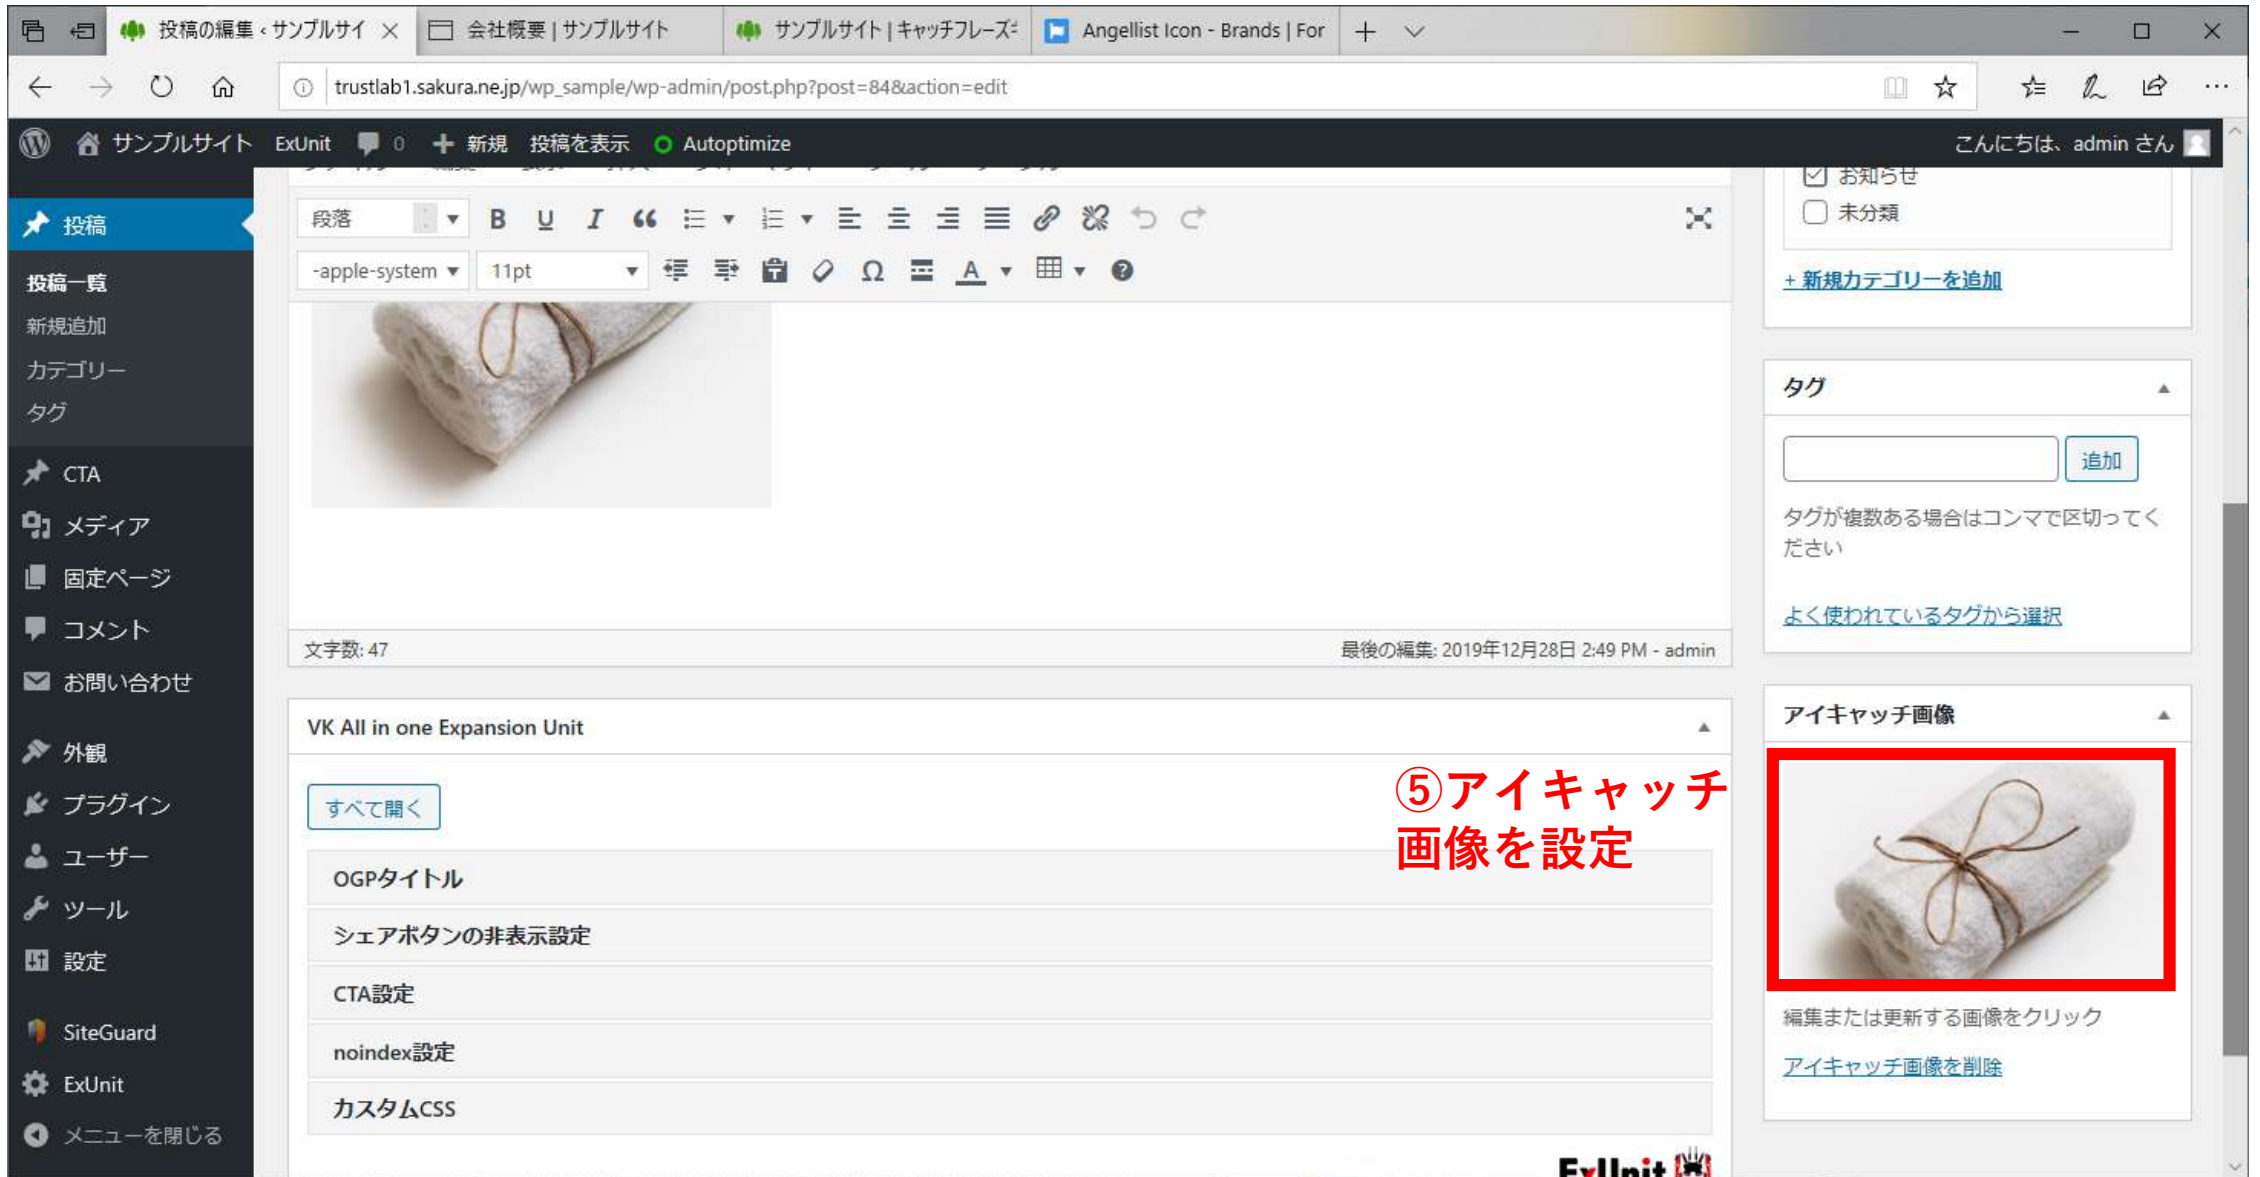 投稿の編集 ‹ サンプルサイ
会社概要 | サンプルサイト
サンプルサイト | キャッチフレーズ
Angellist Icon - Brands | For
trustlab1.sakura.ne.jp/wp_sample/wp-admin/post.php?post=84&action=edit
サンプルサイト ExUnit 0 新規 投稿を表示 Autoptimize
こんにちは、admin さん
投稿
投稿一覧
新規追加
カテゴリー
タグ
CTA
メディア
固定ページ
コメント
お問い合わせ
外観
プラグイン
ユーザー
ツール
設定
SiteGuard
ExUnit
メニューを閉じる
段落
-apple-system 11pt
文字数: 47
最後の編集: 2019年12月28日 2:49 PM - admin
VK All in one Expansion Unit
すべて開く
⑤アイキャッチ
画像を設定
OGPタイトル
シェアボタンの非表示設定
CTA設定
noindex設定
カスタムCSS
ExUnit
お知らせ
未分類
+ 新規カテゴリーを追加
タグ
追加
タグが複数ある場合はコンマで区切ってく
ださい
よく使われているタグから選択
アイキャッチ画像
編集または更新する画像をクリック
アイキャッチ画像を削除